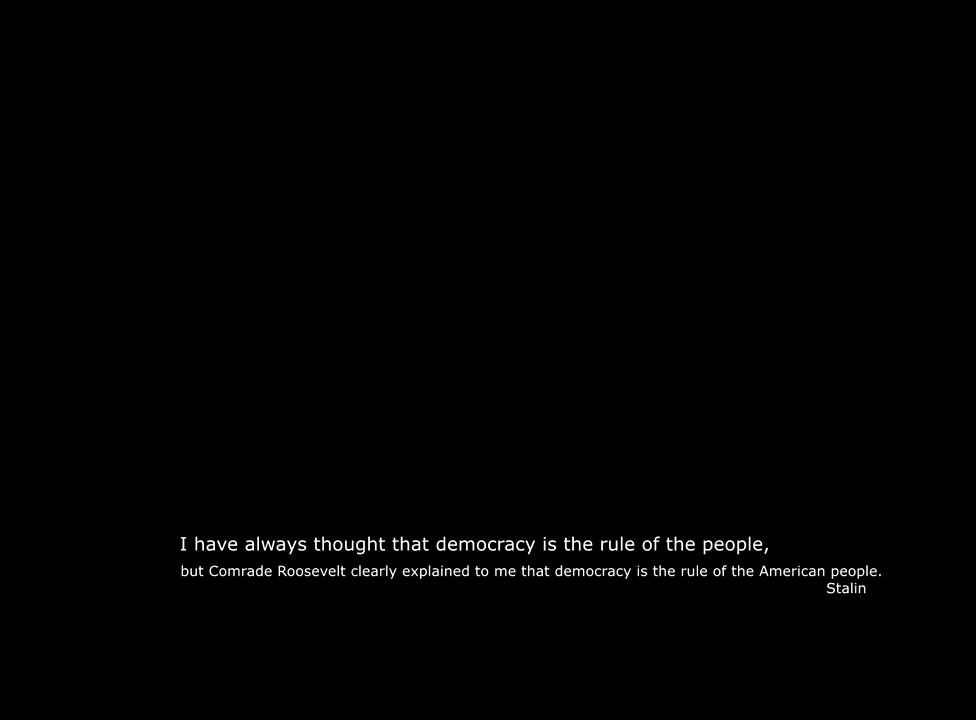 I have always thought that democracy is the rule of the people,
but Comrade Roosevelt clearly explained to me that democracy is the rule of the American people.
Stalin